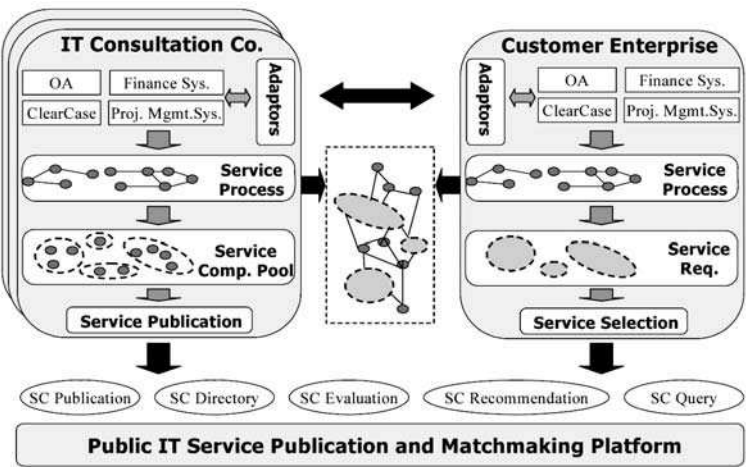 IT Consultation Co.
OA
Finance Sys.
ClearCase
Proj. Mgmt.Sys.
Adaptors
Service
Process
Service
Comp. Pool
Service Publication
Customer Enterprise
Adaptors
OA
Finance Sys.
ClearCase
Proj. Mgmt.Sys.
Service
Process
Service
Req.
Service Selection
SC Publication
SC Directory
SC Evaluation
SC Recommendation
SC Query
Public IT Service Publication and Matchmaking Platform